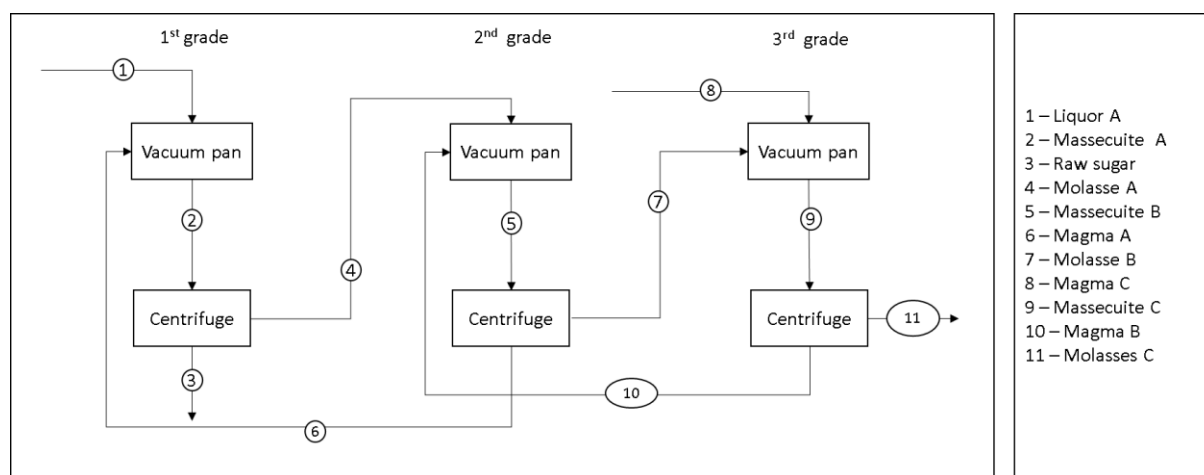 1st grade
2nd grade
3rd grade
1
8
Vacuum pan
Vacuum pan
Vacuum pan
7
2
5
9
4
Centrifuge
Centrifuge
Centrifuge
11
3
10
6
1 – Liquor A
2 – Massecuite A
3 – Raw sugar
4 – Molasse A
5 – Massecuite B
6 – Magma A
7 – Molasse B
8 – Magma C
9 – Massecuite C
10 – Magma B
11 – Molasses C